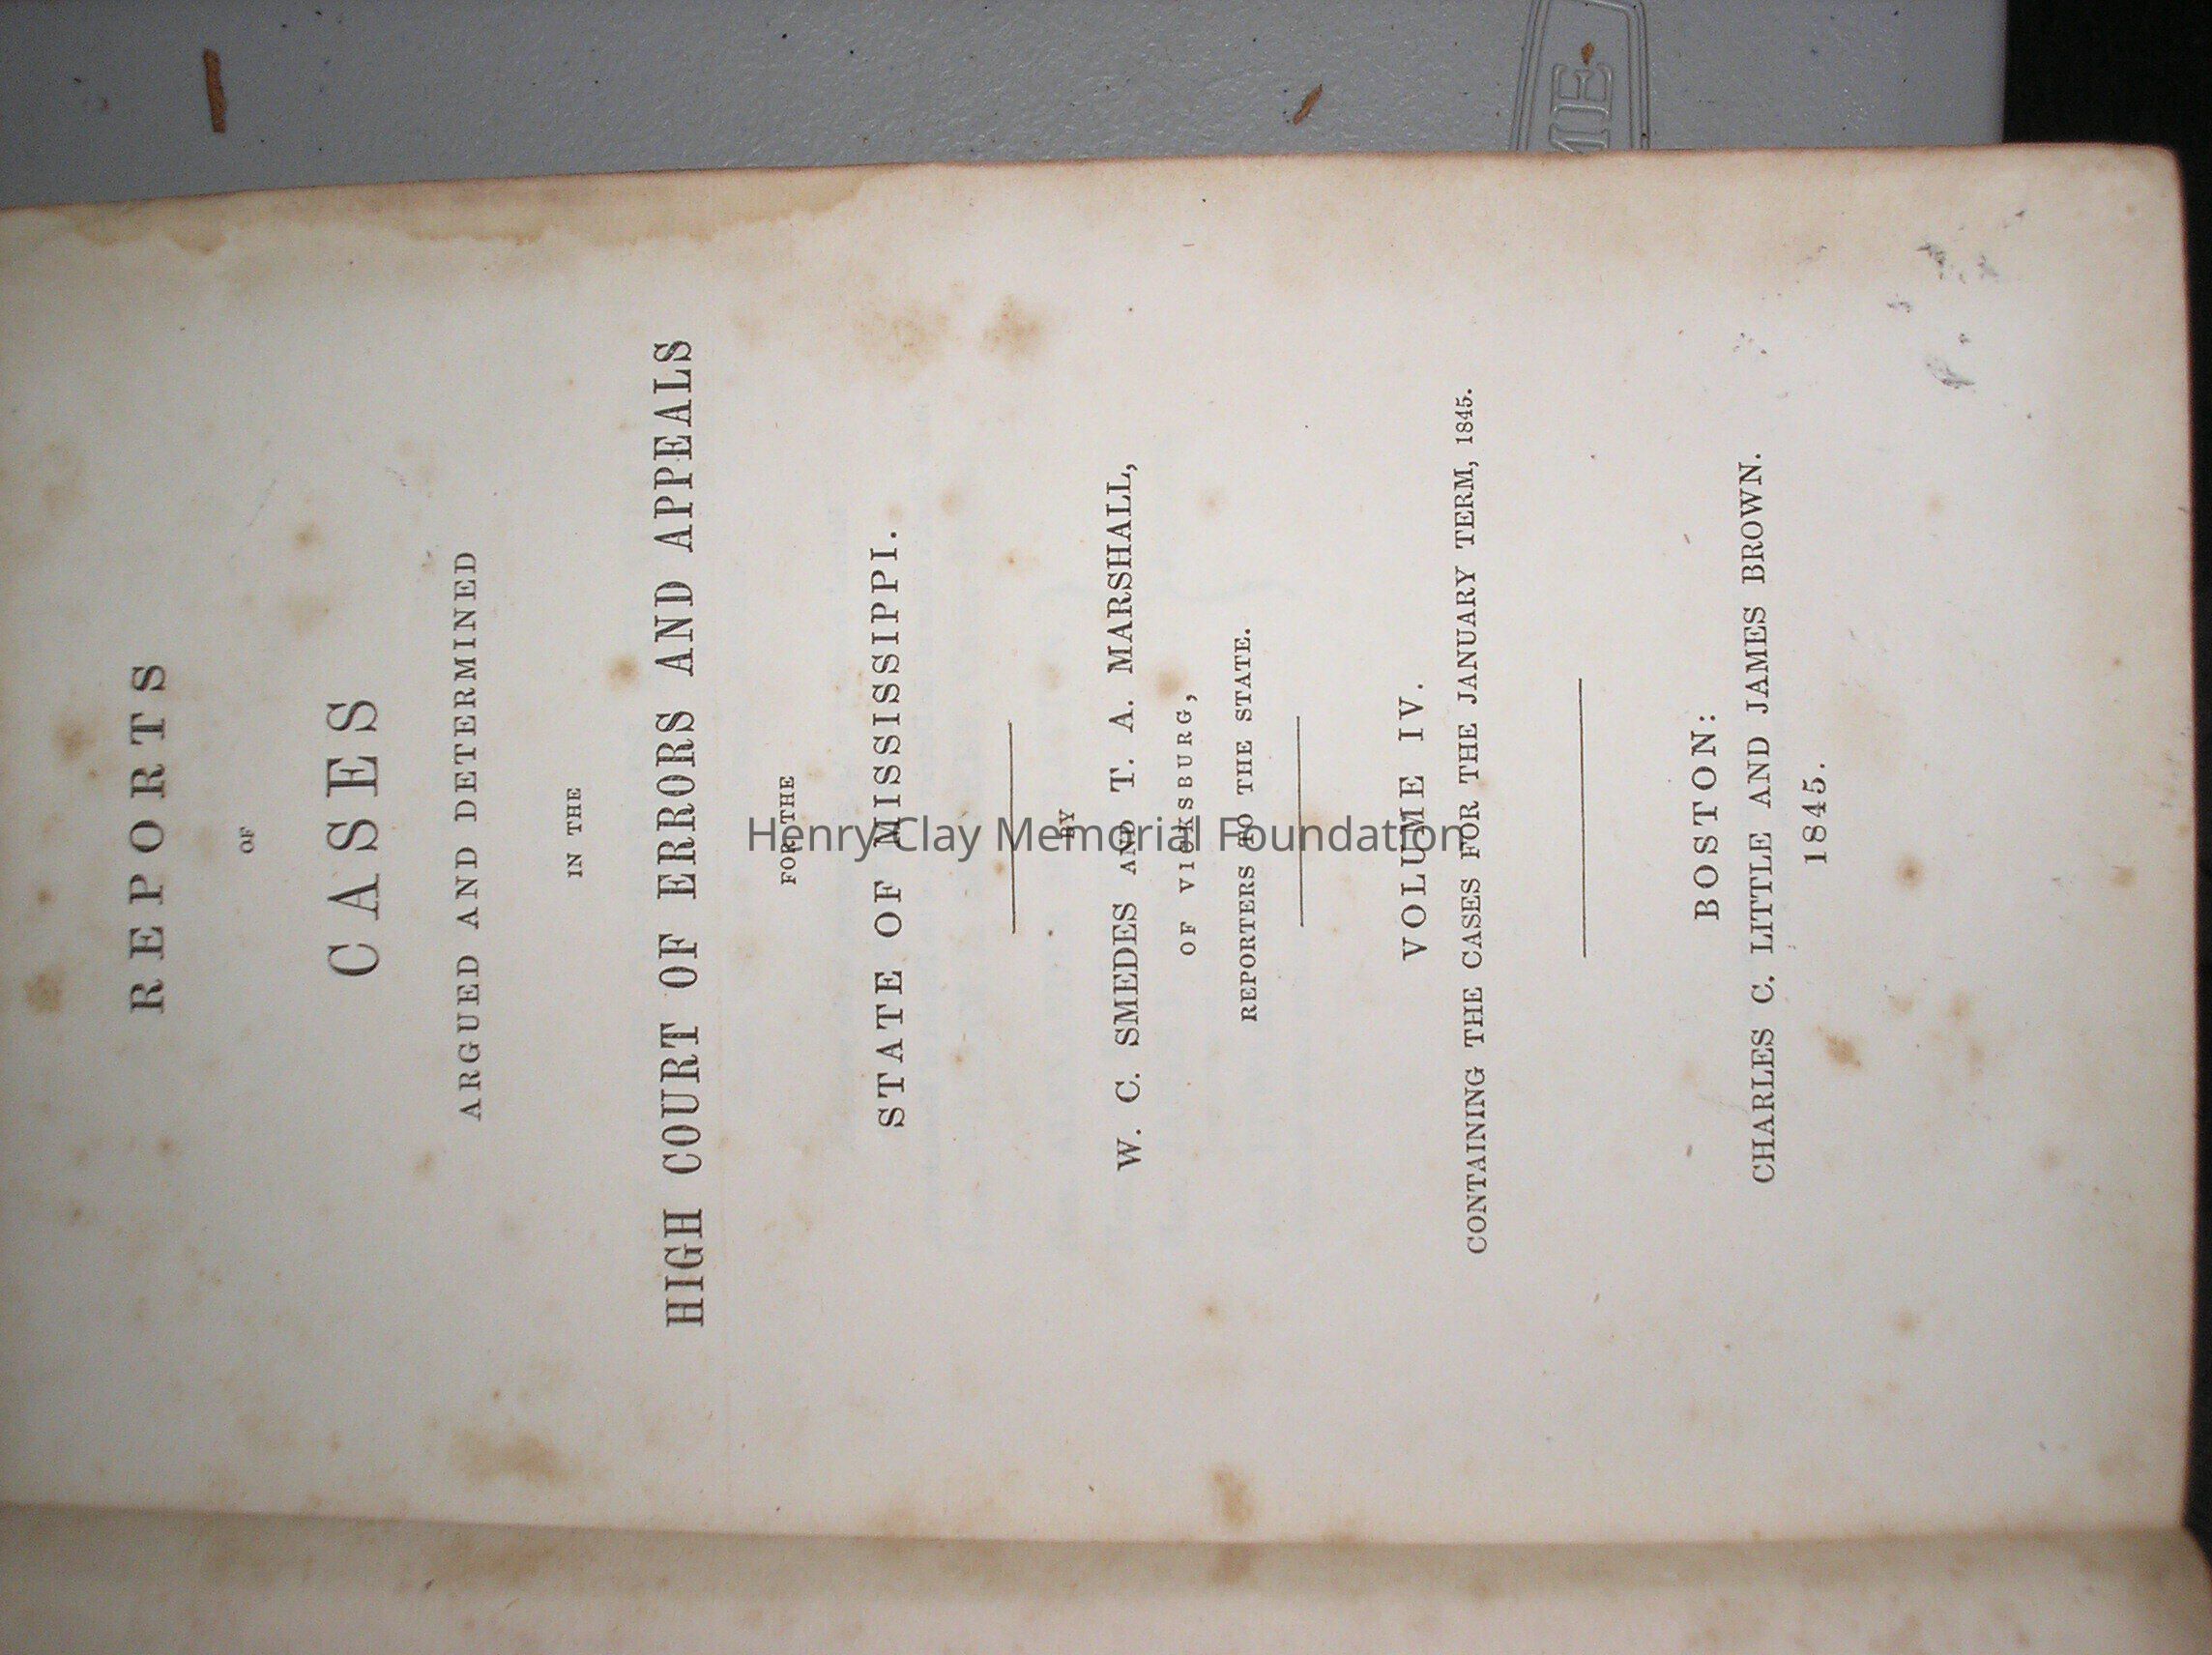 REPORTS
OF
CASES
ARGUED AND DETERMINED
IN THE
HIGH COURT OF ERRORS AND APPEALS
FOR THE
STATE OF MISSISSIPPI.
BY
W. C. SMEDES AND T. A. MARSHALL,
OF VICKSBURG,
REPORTERS TO THE STATE.
VOLUME IV.
CONTAINING THE CASES FOR THE JANUARY TERM, 1845.
BOSTON:
CHARLES C. LITTLE AND JAMES BROWN.
1845.
Henry Clay Memorial Foundation